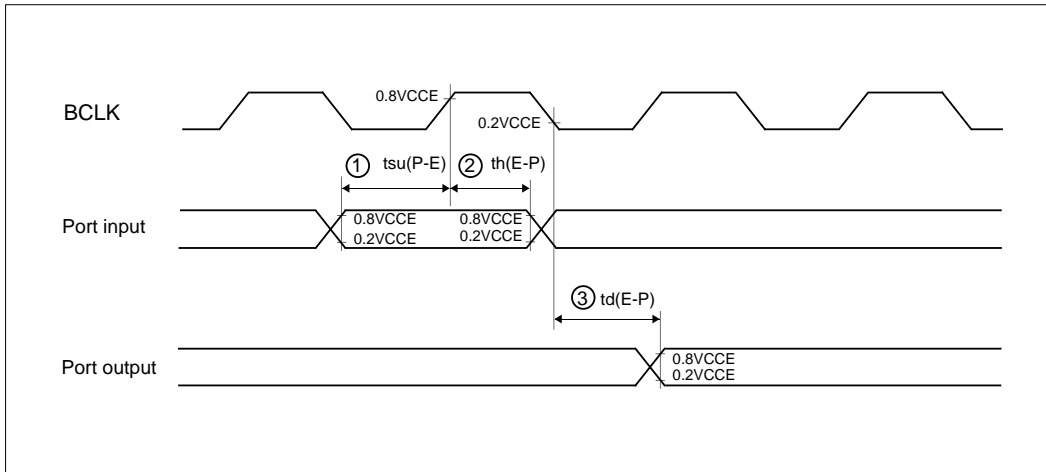 BCLK
0.8VCCE
0.2VCCE
① tsu(P-E) ② th(E-P)
Port input
0.8VCCE 0.8VCCE
0.2VCCE 0.2VCCE
③ td(E-P)
Port output
0.8VCCE
0.2VCCE